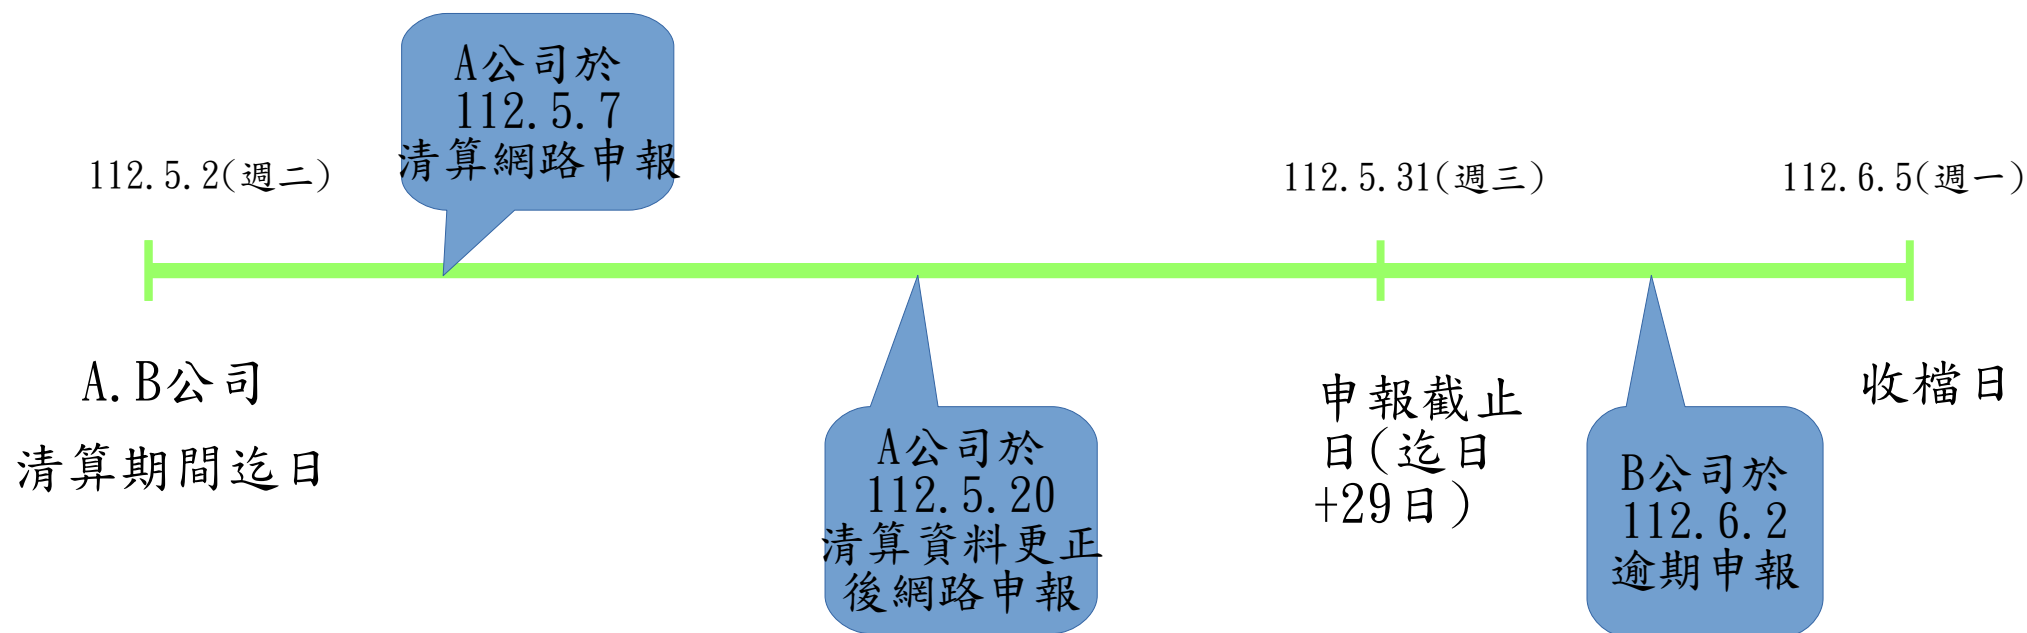 A公司於
112.5.7
清算網路申報
112.5.2(週二)
112.5.31(週三)
112.6.5(週一)
A.B公司
清算期間迄日
A公司於
112.5.20
清算資料更正
後網路申報
申報截止
日(迄日
+29日)
B公司於
112.6.2
逾期申報
收檔日